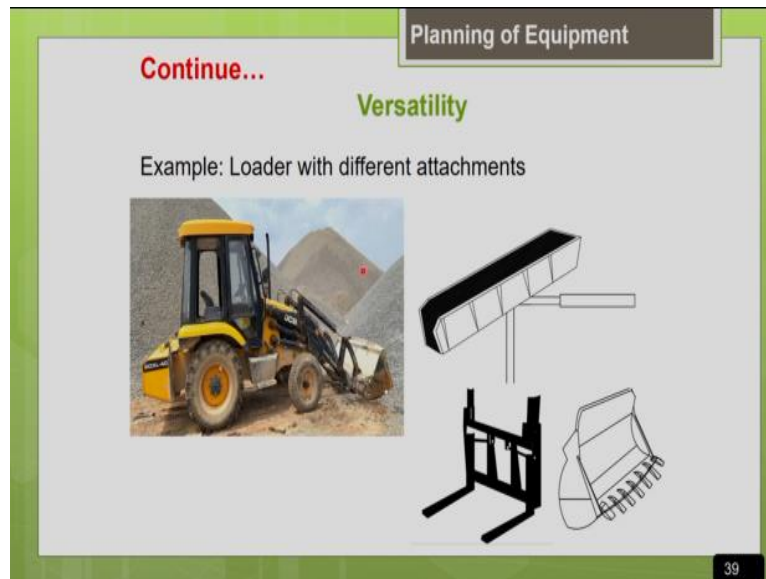 Planning of Equipment
Continue...
Versatility
Example: Loader with different attachments
JCB
39